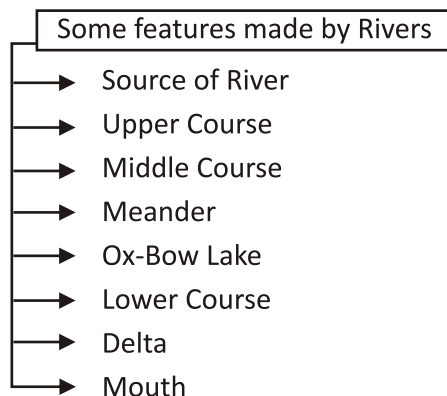 Some features made by Rivers
Source of River
Upper Course
Middle Course
Meander
Ox-Bow Lake
Lower Course
Delta
Mouth